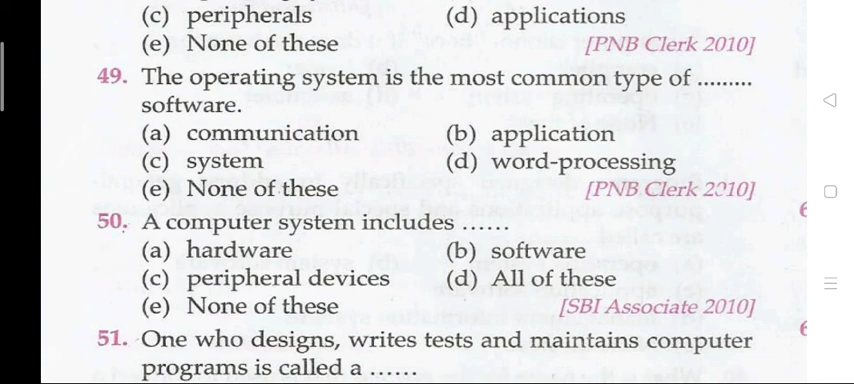 (c) peripherals (d) applications
(e) None of these [PNB Clerk 2010]
49. The operating system is the most common type of .........
software.
(a) communication (b) application
(c) system (d) word-processing
(e) None of these [PNB Clerk 2010]
50. A computer system includes ......
(a) hardware (b) software
(c) peripheral devices (d) All of these
(e) None of these [SBI Associate 2010]
51. One who designs, writes tests and maintains computer
programs is called a ......